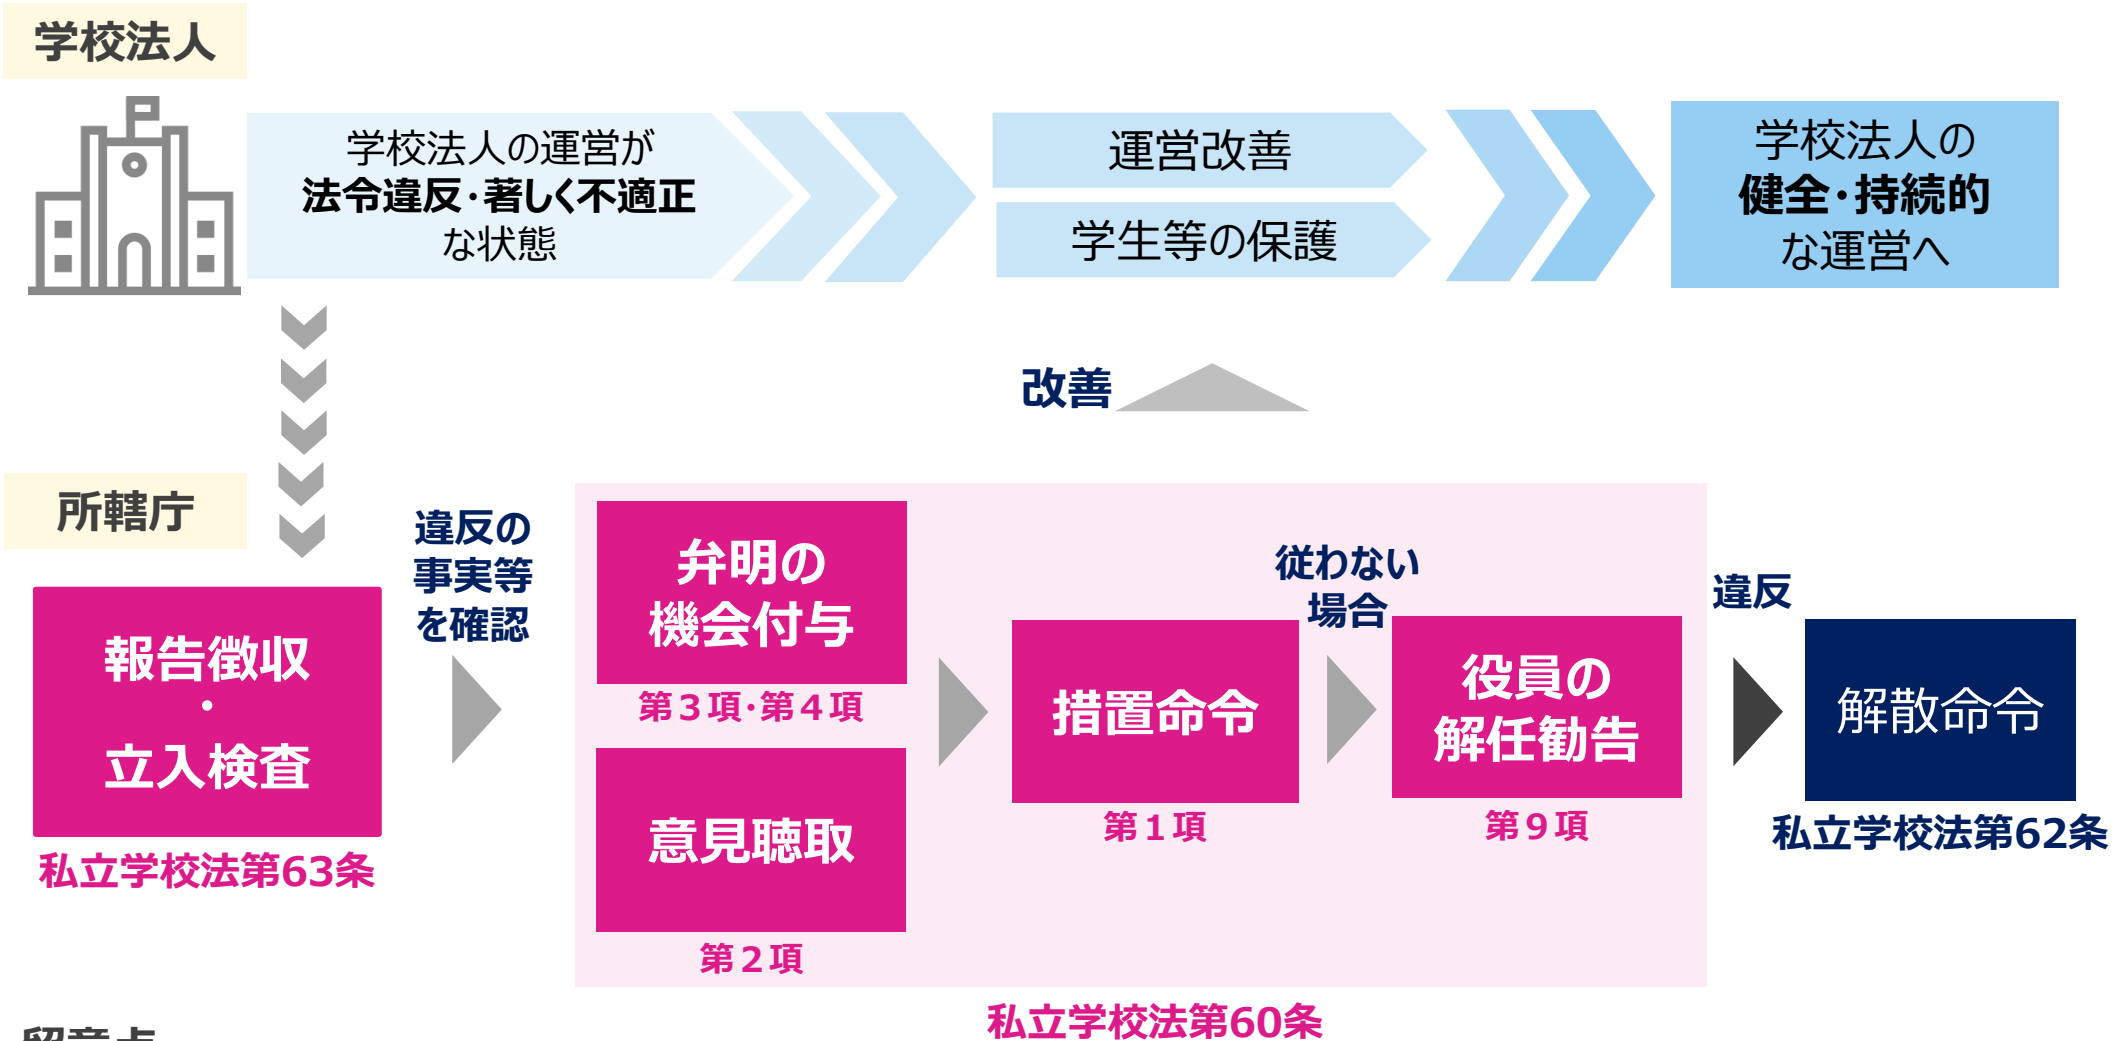 学校法人
学校法人の運営が
法令違反・著しく不適正
な状態
運営改善
学生等の保護
学校法人の
健全・持続的
な運営へ
改善
所轄庁
違反の
事実等
を確認
報告徴収
・
立入検査
私立学校法第63条
弁明の
機会付与
第３項・第４項
意見聴取
第２項
措置命令
第１項
従わない
場合
役員の
解任勧告
第９項
私立学校法第60条
違反
解散命令
私立学校法第62条
留意点